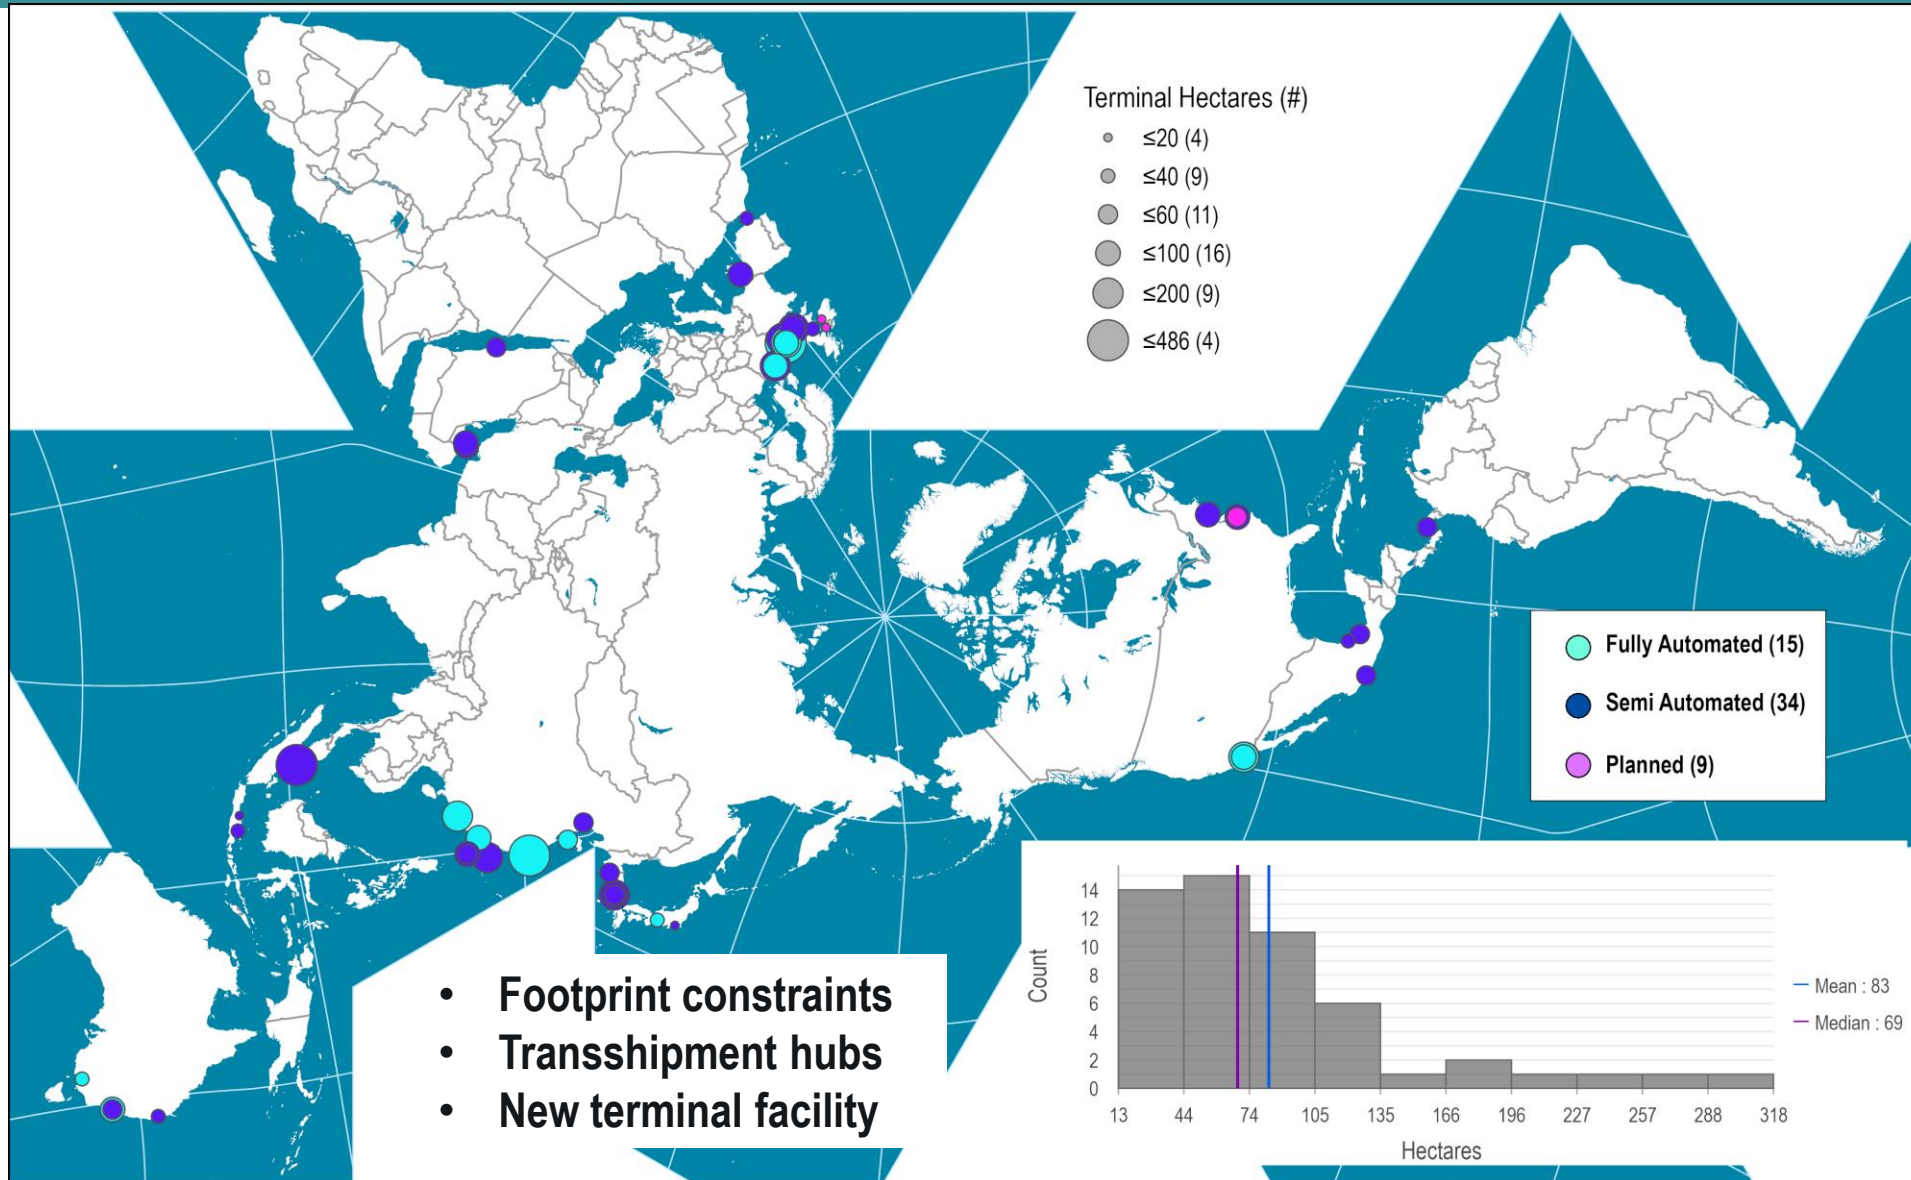 Terminal Hectares (#)
≤20 (4)
≤40 (9)
≤60 (11)
≤100 (16)
≤200 (9)
≤486 (4)
Fully Automated (15)
Semi Automated (34)
Planned (9)
• Footprint constraints
• Transshipment hubs
• New terminal facility
Count
14
12
10
8
6
4
2
0
13 44 74 105 135 166 196 227 257 288 318
Hectares
Mean : 83
Median : 69